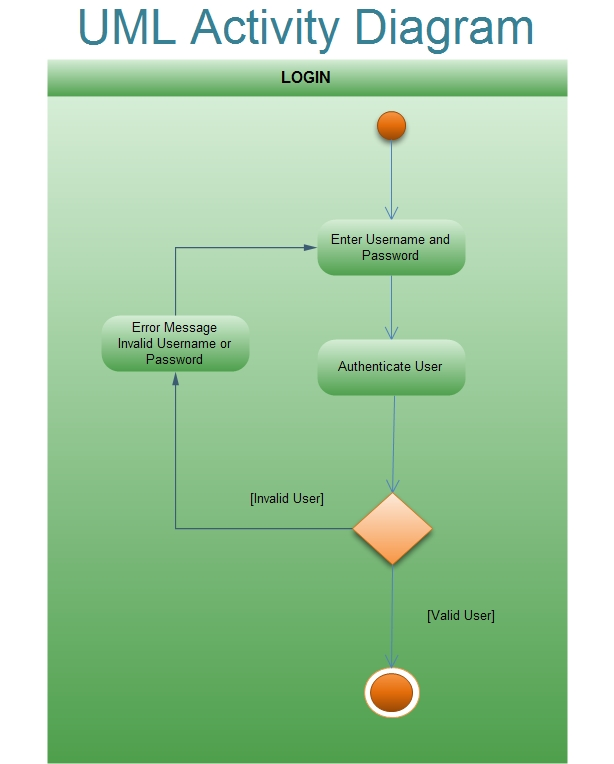 UML Activity Diagram
LOGIN
Enter Username and
Password
Error Message
Invalid Username or
Password
Authenticate User
[Invalid User]
[Valid User]